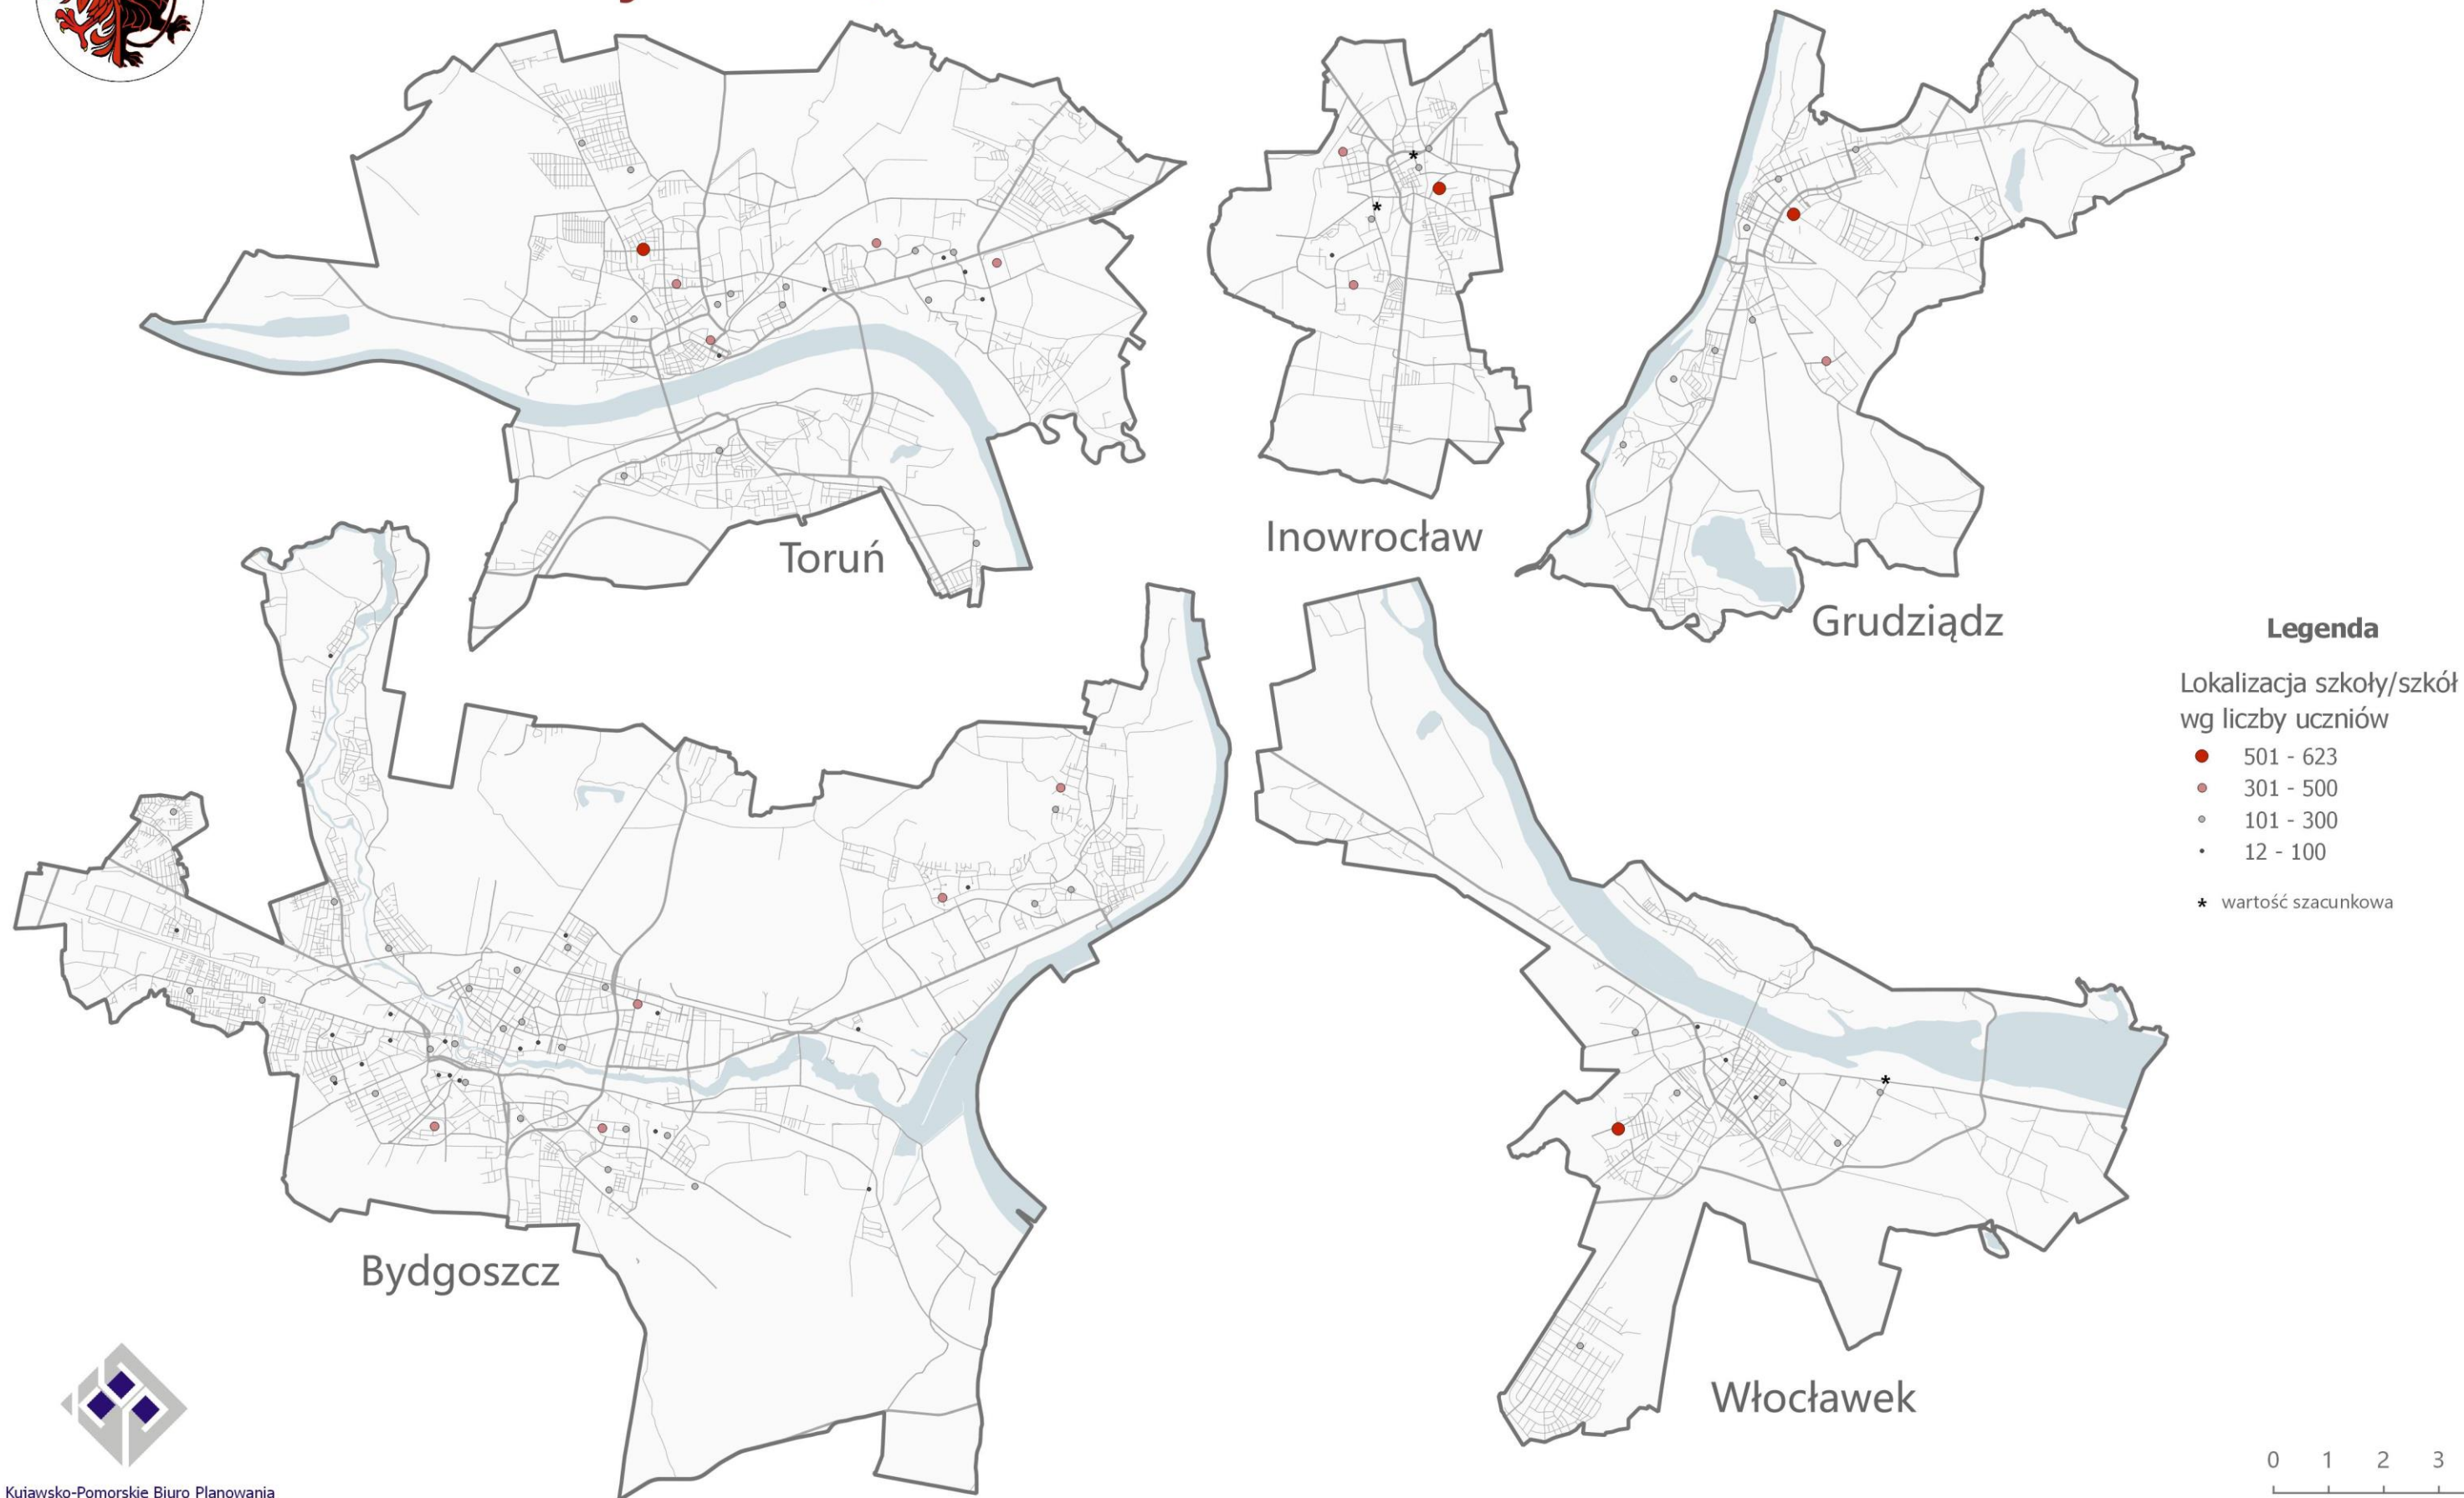 Toruń
Inowrocław
Grudziądz
Bydgoszcz
Włocławek
Legenda
Lokalizacja szkoły/szkół
wg liczby uczniów
501 - 623
301 - 500
101 - 300
12 - 100
* wartość szacunkowa
Kujawsko-Pomorskie Biuro Planowania
0 1 2 3